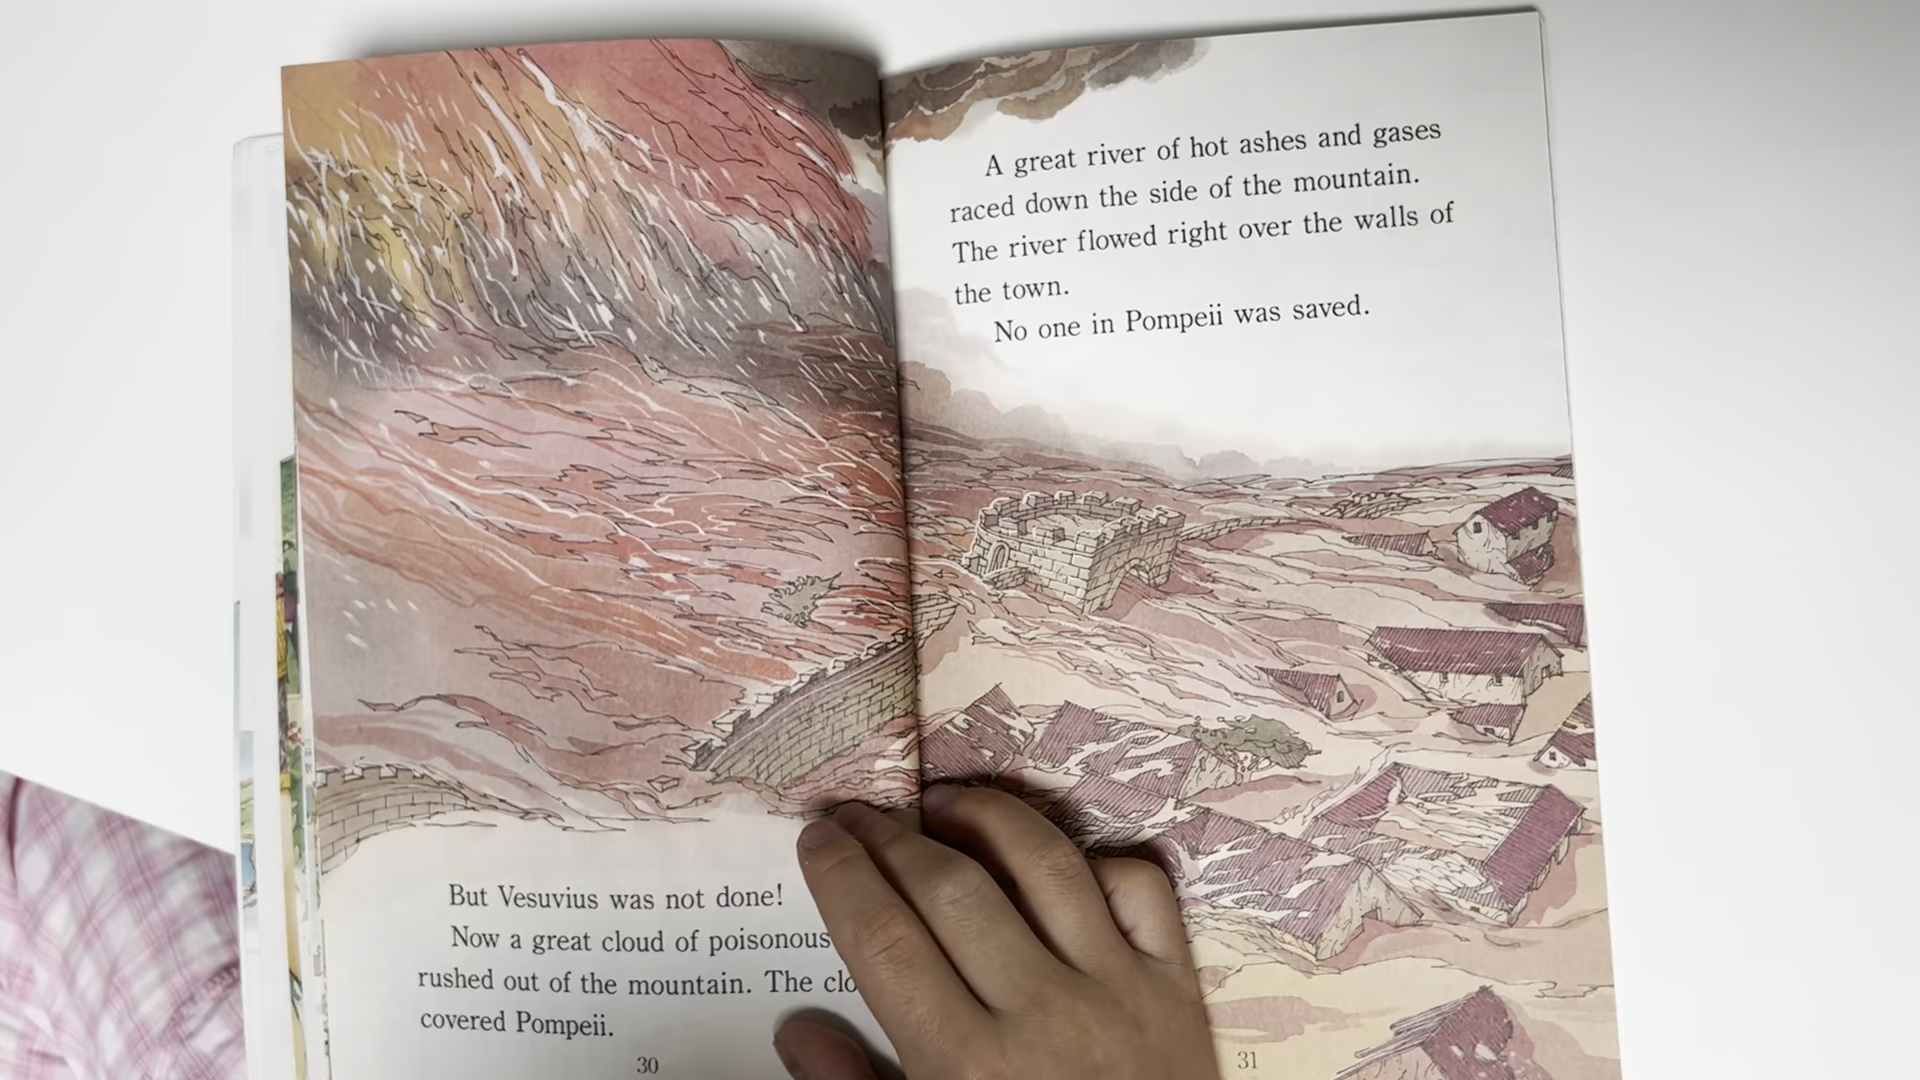 But Vesuvius was not done!
Now a great cloud of poisonous
rushed out of the mountain. The
covered Pompeii.
30
A great river of hot ashes and gases
raced down the side of the mountain.
The river flowed right over the walls of
the town.
No one in Pompeii was saved.
31